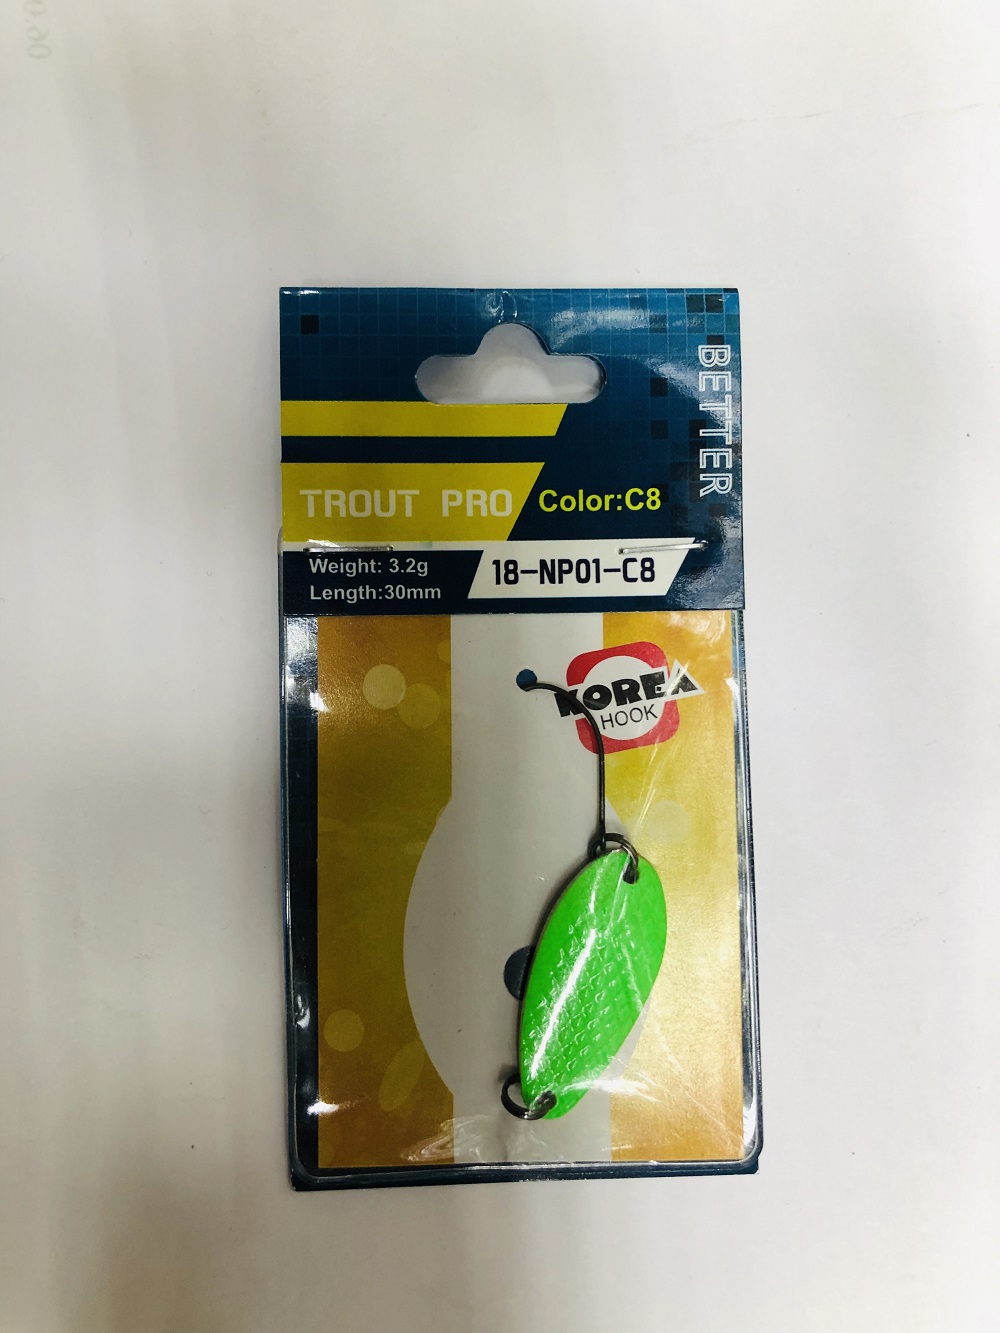 BETTER
TROUT PRO
Color:C8
Weight: 3.2g
Length:30mm
18-NP01-C8
KOREA
HOOK